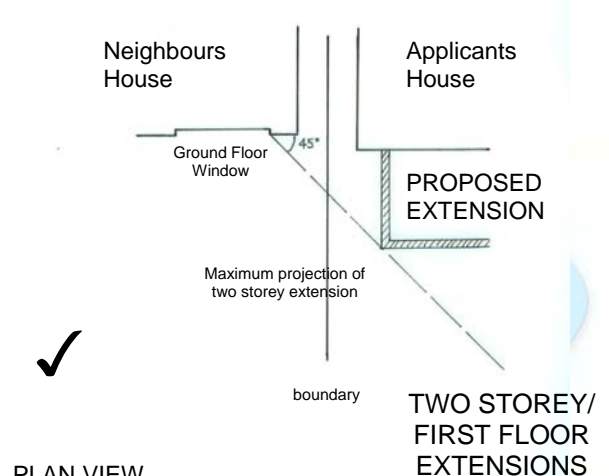 Neighbours
House
Applicants
House
45°
Ground Floor
Window
PROPOSED
EXTENSION
Maximum projection of
two storey extension
boundary
TWO STOREY/
FIRST FLOOR
EXTENSIONS
PLAN VIEW